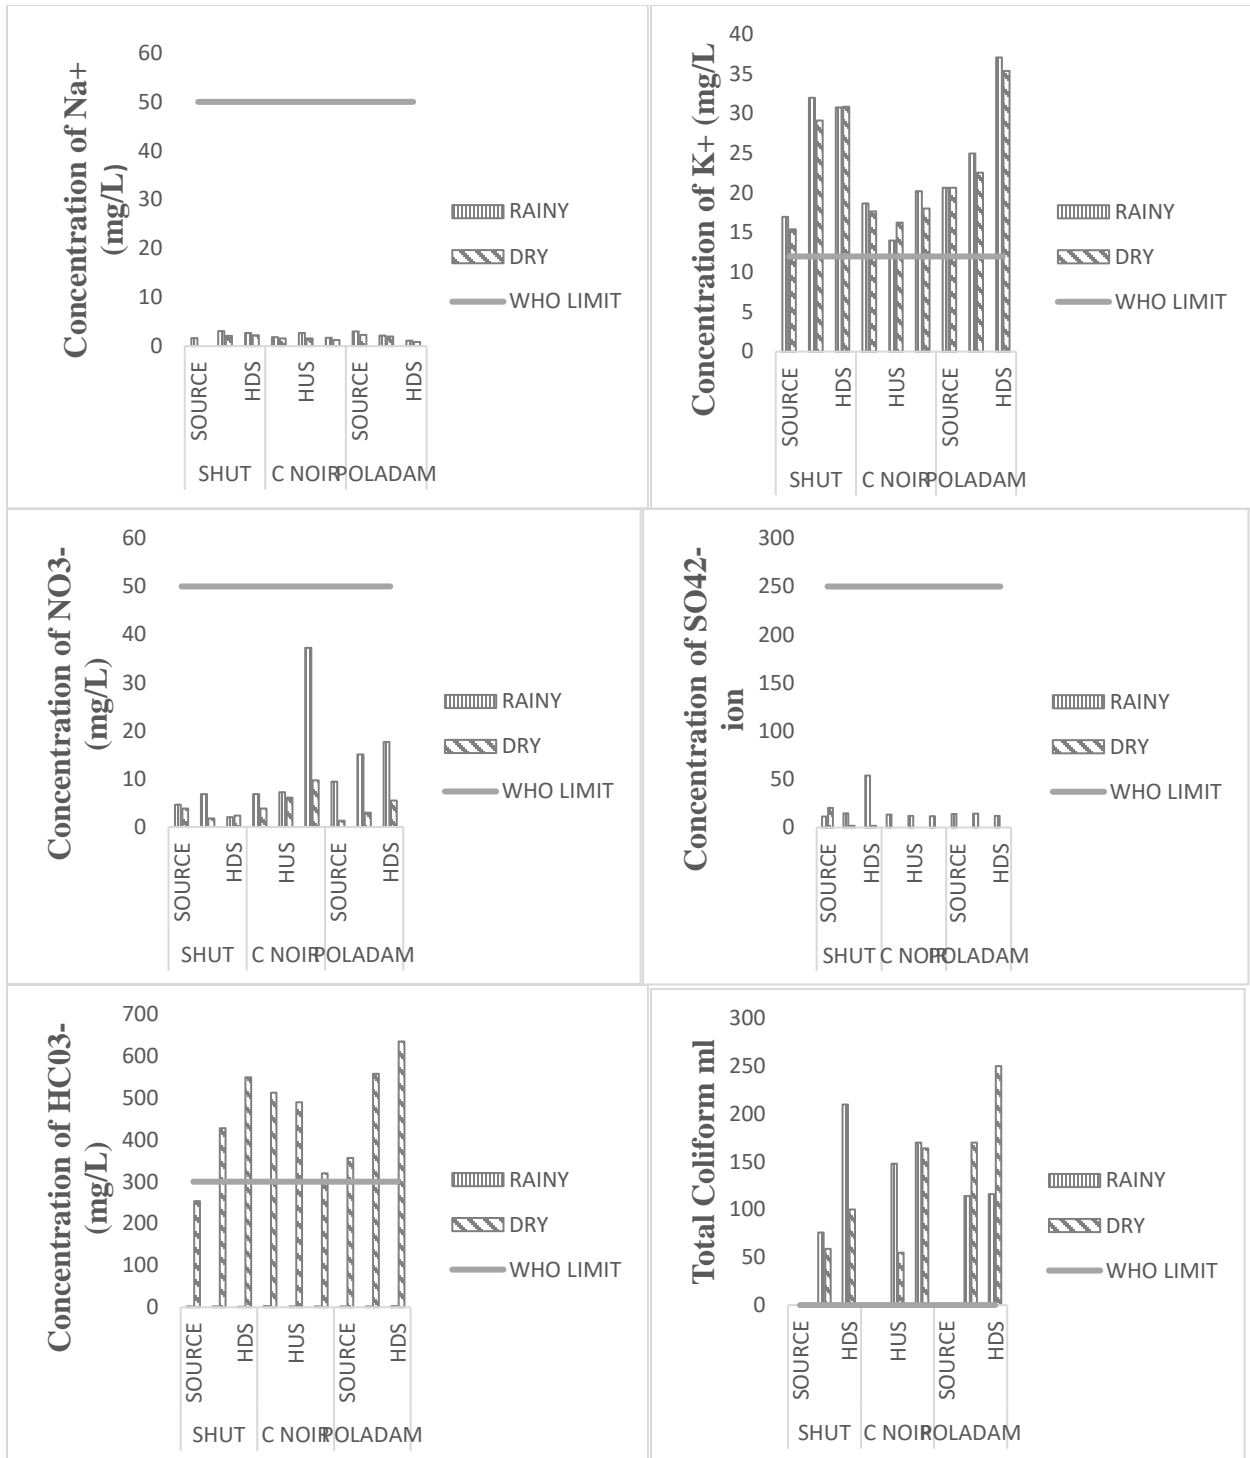 Concentration of Na+
(mg/L)
60
50
40
30
20
10
0
SOURCE
HDS
HUS
SOURCE
HDS
SHUT
C NOIR
POLADAM
RAINY
DRY
WHO LIMIT
Concentration of K+ (mg/L
40
35
30
25
20
15
10
5
0
SOURCE
HDS
HUS
SOURCE
HDS
SHUT
C NOIR
POLADAM
RAINY
DRY
WHO LIMIT
Concentration of NO3-
(mg/L)
60
50
40
30
20
10
0
SOURCE
HDS
HUS
SOURCE
HDS
SHUT
C NOIR
POLADAM
RAINY
DRY
WHO LIMIT
Concentration of SO42-
ion
300
250
200
150
100
50
0
SOURCE
HDS
HUS
SOURCE
HDS
SHUT
C NOIR
POLADAM
RAINY
DRY
WHO LIMIT
Concentration of HC03-
(mg/L)
700
600
500
400
300
200
100
0
SOURCE
HDS
HUS
SOURCE
HDS
SHUT
C NOIR
POLADAM
RAINY
DRY
WHO LIMIT
Total Coliform ml
300
250
200
150
100
50
0
SOURCE
HDS
HUS
SOURCE
HDS
SHUT
C NOIR
POLADAM
RAINY
DRY
WHO LIMIT